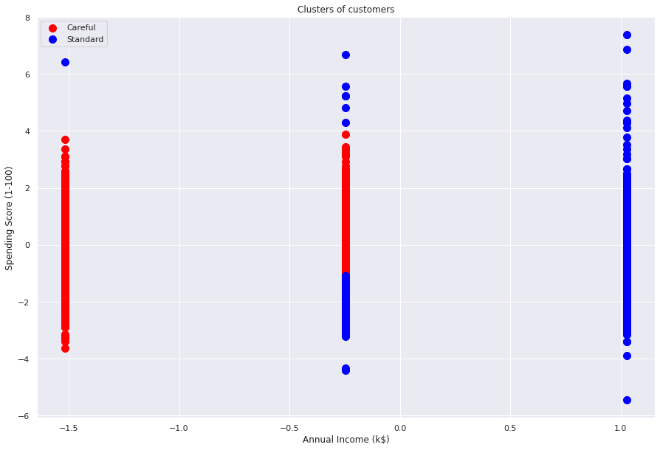 Clusters of customers
Careful
Standard
8
6
4
2
0
−2
−4
−6
Spending Score (1-100)
−1.5
−1.0
−0.5
0.0
0.5
1.0
Annual Income (k$)